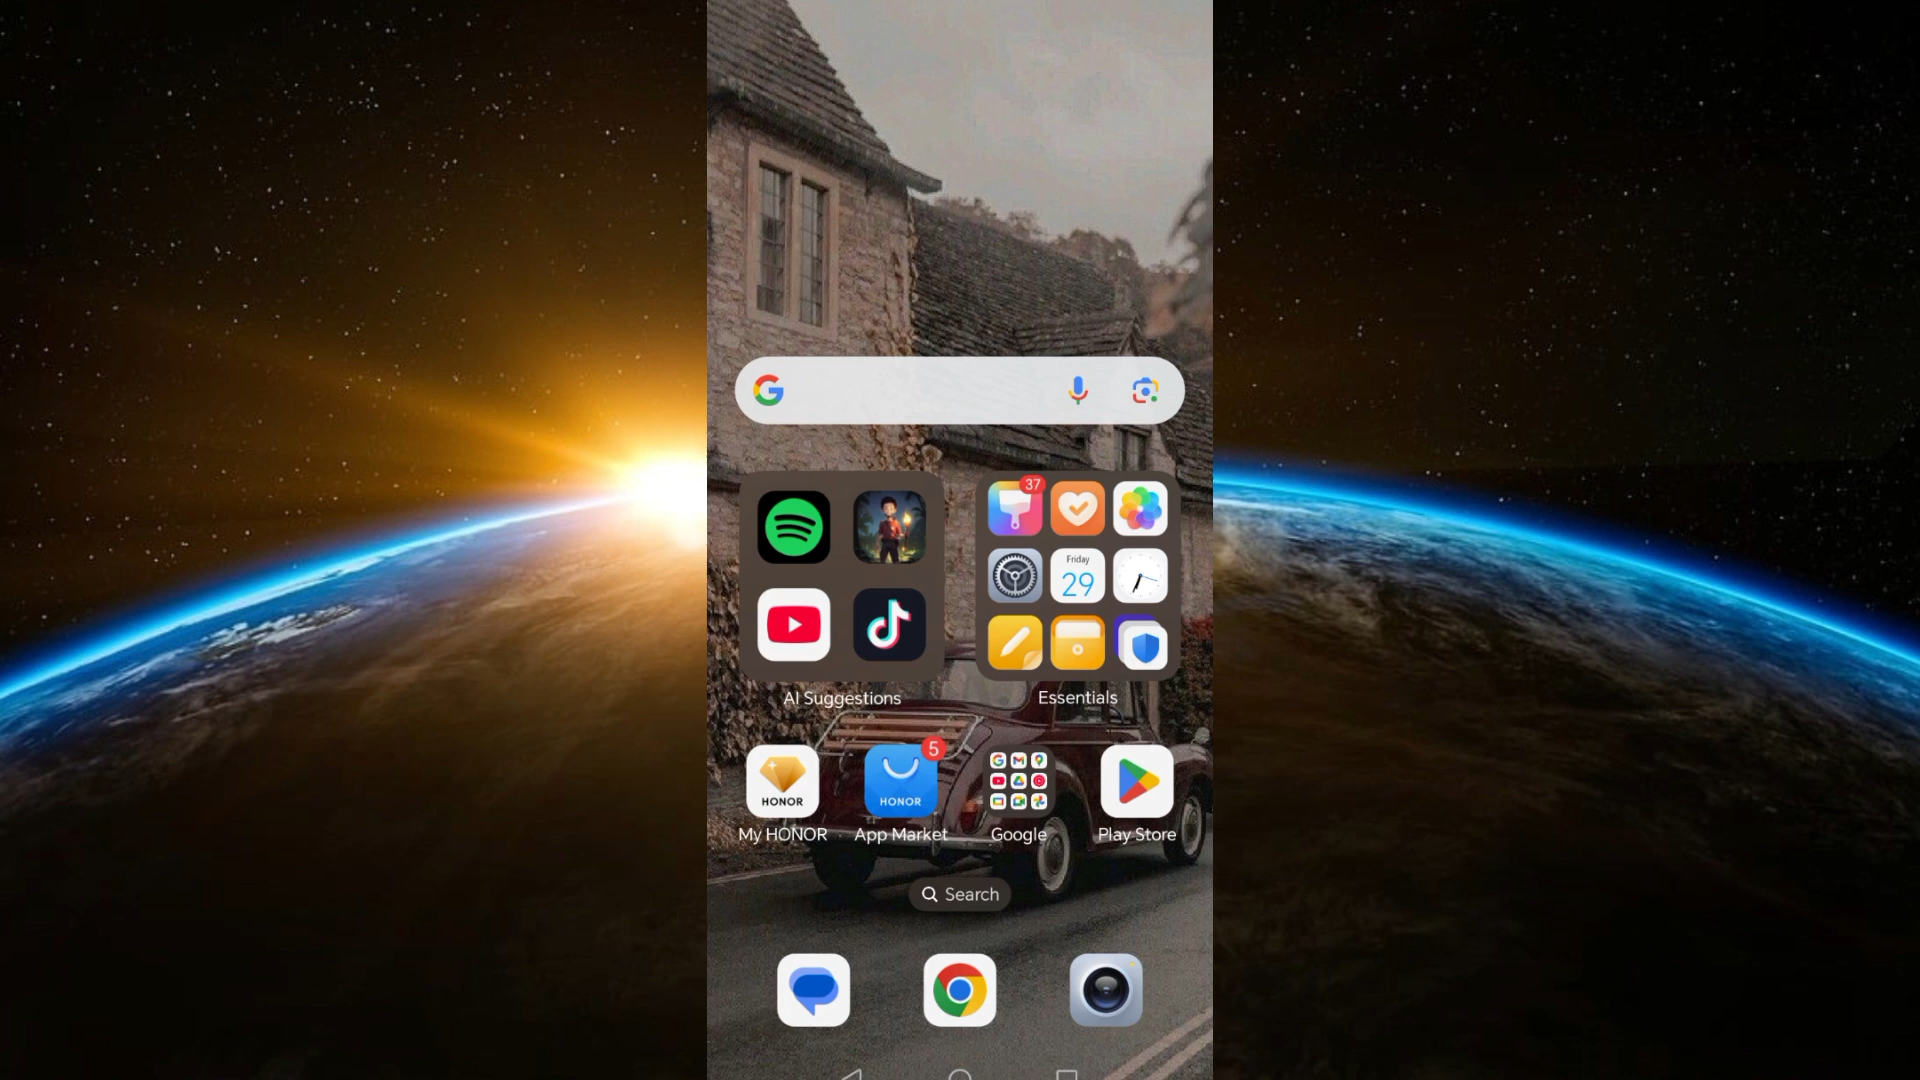 37
Friday
29
AI Suggestions
Essentials
HONOR
5
HONOR
My HONOR
App Market
Google
Play Store
Search